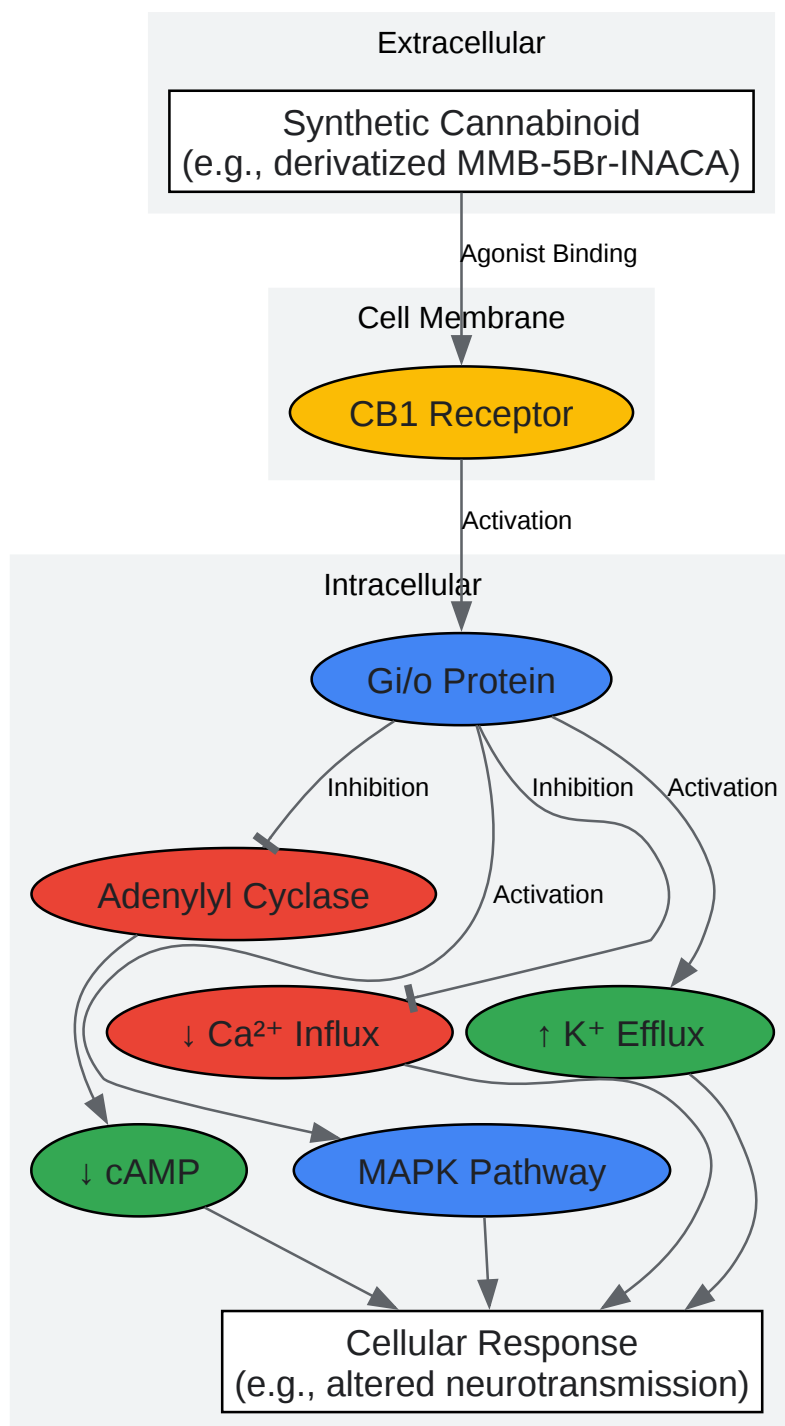 Extracellular
Synthetic Cannabinoid
(e.g., derivatized MMB-5Br-INACA)
Agonist Binding
Cell Membrane
CB1 Receptor
Activation
Intracellular
Gi/o Protein
Inhibition
Inhibition
Activation
Adenylyl Cyclase
Activation
↓ Ca²⁺ Influx
↑ K⁺ Efflux
↓ cAMP
MAPK Pathway
Cellular Response
(e.g., altered neurotransmission)